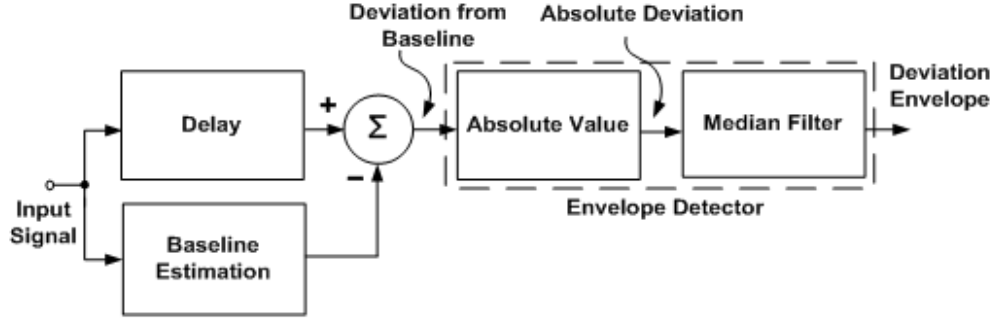 Deviation from
Baseline
Absolute Deviation
Deviation
Envelope
Delay
+
Σ
Absolute Value
Median Filter
−
Envelope Detector
Input
Signal
Baseline
Estimation